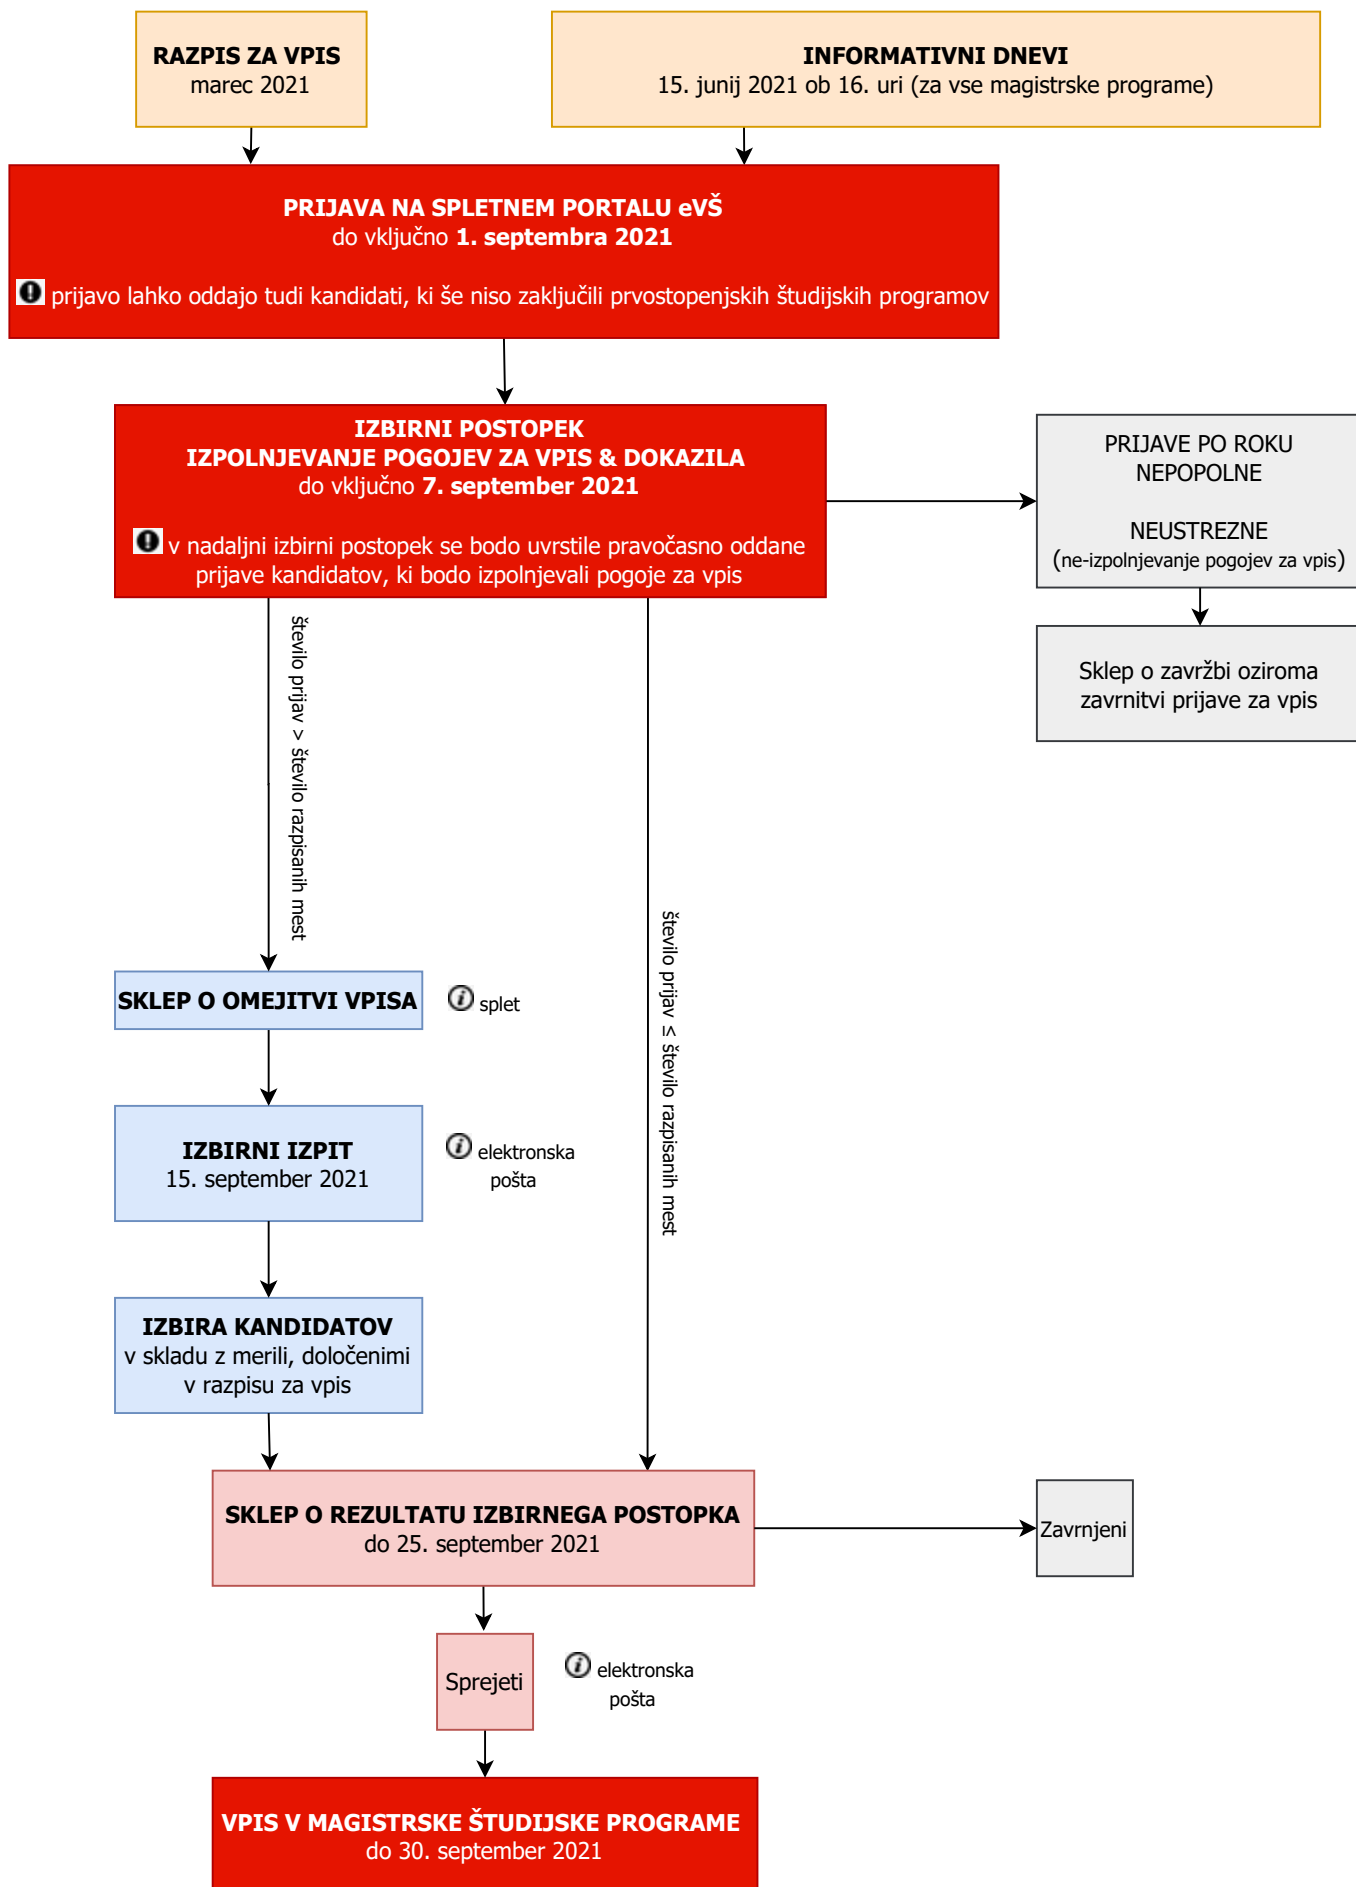 RAZPIS ZA VPIS
marec 2021
INFORMATIVNI DNEVI
15. junij 2021 ob 16. uri (za vse magistrske programe)
PRIJAVA NA SPLETNEM PORTALU eVŠ
do vključno 1. septembra 2021
prijavo lahko oddajo tudi kandidati, ki še niso zaključili prvostopenjskih študijskih programov
IZBIRNI POSTOPEK
IZPOLNJEVANJE POGOJEV ZA VPIS & DOKAZILA
do vključno 7. september 2021
v nadaljni izbirni postopek se bodo uvrstile pravočasno oddane
prijave kandidatov, ki bodo izpolnjevali pogoje za vpis
PRIJAVE PO ROKU
NEPOPOLNE
NEUSTREZNE
(ne-izpolnjevanje pogojev za vpis)
Sklep o zavržbi oziroma
zavrnitvi prijave za vpis
število prijav > število razpisanih mest
število prijav ≤ število razpisanih mest
SKLEP O OMEJITVI VPISA
splet
IZBIRNI IZPIT
15. september 2021
elektronska
pošta
IZBIRA KANDIDATOV
v skladu z merili, določenimi
v razpisu za vpis
SKLEP O REZULTATU IZBIRNEGA POSTOPKA
do 25. september 2021
Zavrnjeni
Sprejeti
elektronska
pošta
VPIS V MAGISTRSKE ŠTUDIJSKE PROGRAME
do 30. september 2021